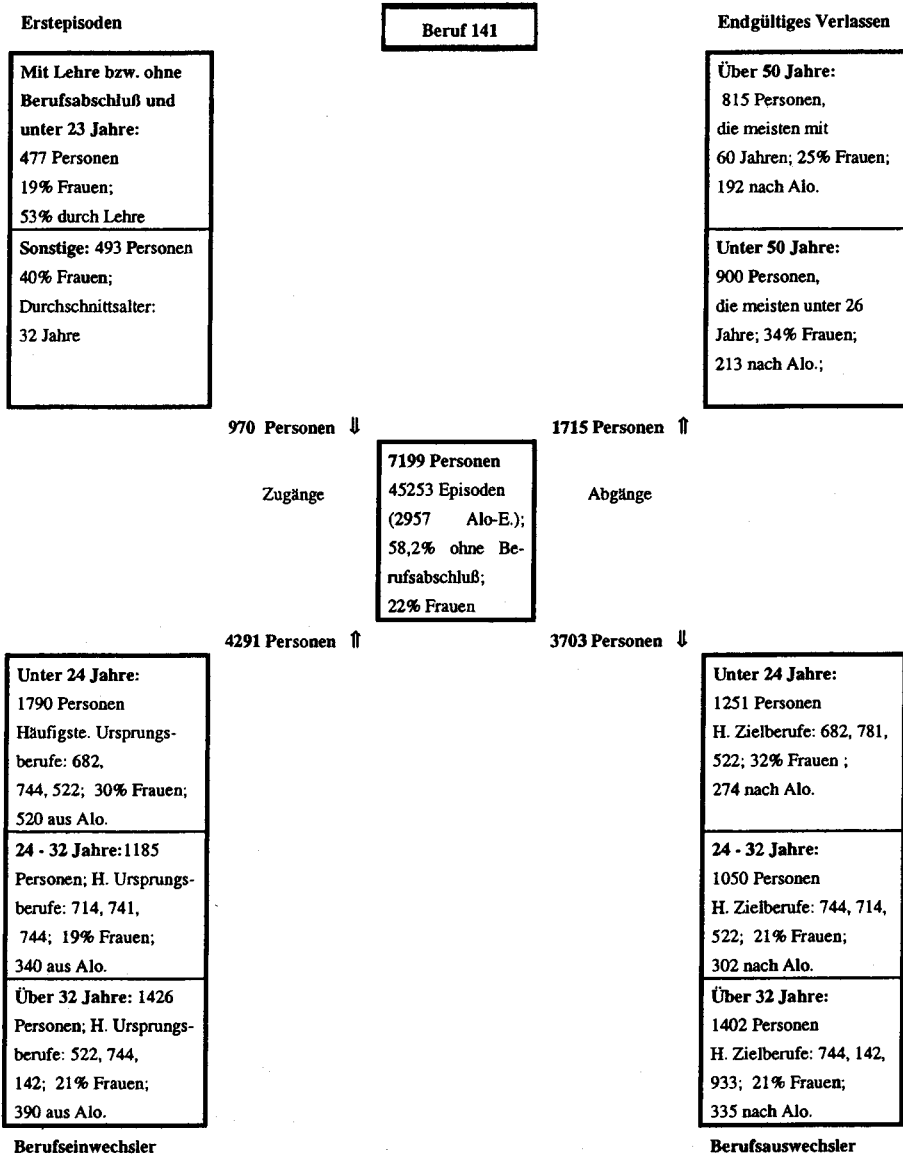 Erstepisoden
Beruf 141
Endgültiges Verlassen
Mit Lehre bzw. ohne
Berufsabschluß und
unter 23 Jahre:
477 Personen
19% Frauen;
53% durch Lehre
Sonstige: 493 Personen
40% Frauen;
Durchschnittsalter:
32 Jahre
Über 50 Jahre:
815 Personen,
die meisten mit
60 Jahren; 25% Frauen;
192 nach Alo.
Unter 50 Jahre:
900 Personen,
die meisten unter 26
Jahre; 34% Frauen;
213 nach Alo.;
970 Personen ⇓
1715 Personen ⇑
Zugänge
7199 Personen
45253 Episoden
(2957 Alo-E.);
58,2% ohne Be-
rufsabschluß;
22% Frauen
Abgänge
4291 Personen ⇑
3703 Personen ⇓
Unter 24 Jahre:
1790 Personen
Häufigste. Ursprungs-
berufe: 682,
744, 522; 30% Frauen;
520 aus Alo.
24 - 32 Jahre:1185
Personen; H. Ursprungs-
berufe: 714, 741,
744; 19% Frauen;
340 aus Alo.
Über 32 Jahre: 1426
Personen; H. Ursprungs-
berufe: 522, 744,
142; 21% Frauen;
390 aus Alo.
Berufseinwechsler
Unter 24 Jahre:
1251 Personen
H. Zielberufe: 682, 781,
522; 32% Frauen ;
274 nach Alo.
24 - 32 Jahre:
1050 Personen
H. Zielberufe: 744, 714,
522; 21% Frauen;
302 nach Alo.
Über 32 Jahre:
1402 Personen
H. Zielberufe: 744, 142,
933; 21% Frauen;
335 nach Alo.
Berufsauswechsler